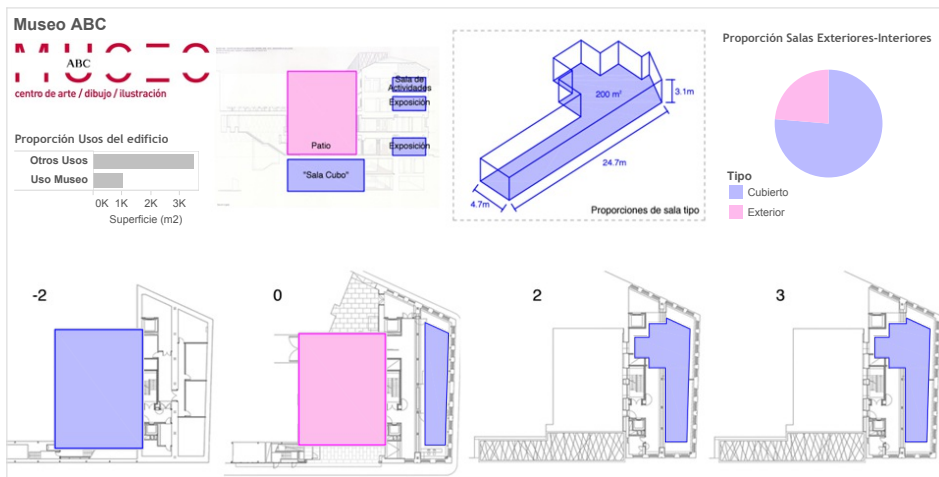 Museo ABC
MUSEO
ABC
centro de arte / dibujo / ilustración
Proporción Usos del edificio
Otros Usos
Uso Museo
0K 1K 2K 3K
Superficie (m2)
Sala de
Actividades
Exposición
Patio
Exposición
"Sala Cubo"
200 m²
3.1m
24.7m
4.7m
Proporciones de sala tipo
Proporción Salas Exteriores-Interiores
Tipo
Cubierto
Exterior
-2
0
2
3